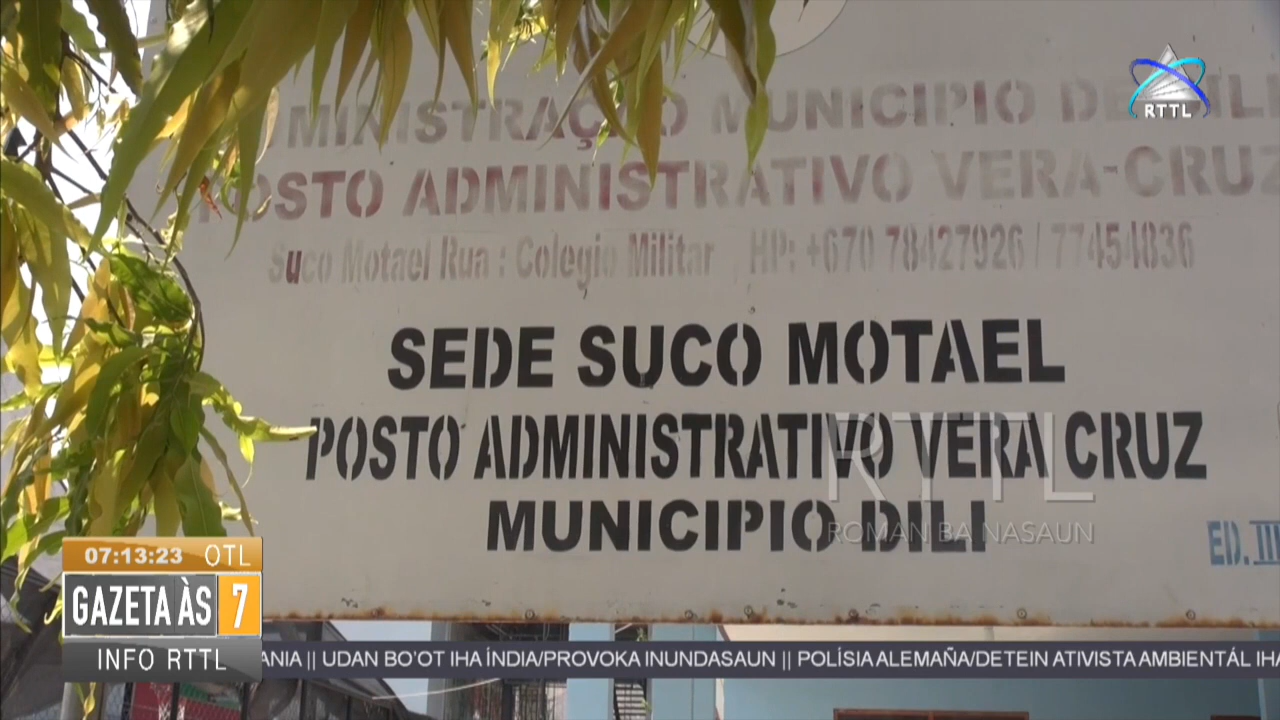 RTTL
MINISTRAÇÃO MUNICIPIO DE DILI
POSTO ADMINISTRATIVO VERA-CRUZ
Suco Motael Rua : Colegio Militar HP: +670 78427926 / 77454836
SEDE SUCO MOTAEL
POSTO ADMINISTRATIVO VERA CRUZ
MUNICIPIO DILI
RTTL
ROMAN BA NASAUN
ED. III
07:13:23 OTL
GAZETA ÀS 7
INFO RTTL
ANIA || UDAN BO'OT IHA ÍNDIA/PROVOKA INUNDASAUN || POLÍSIA ALEMAÑA/DETEIN ATIVISTA AMBIENTÁL IHA